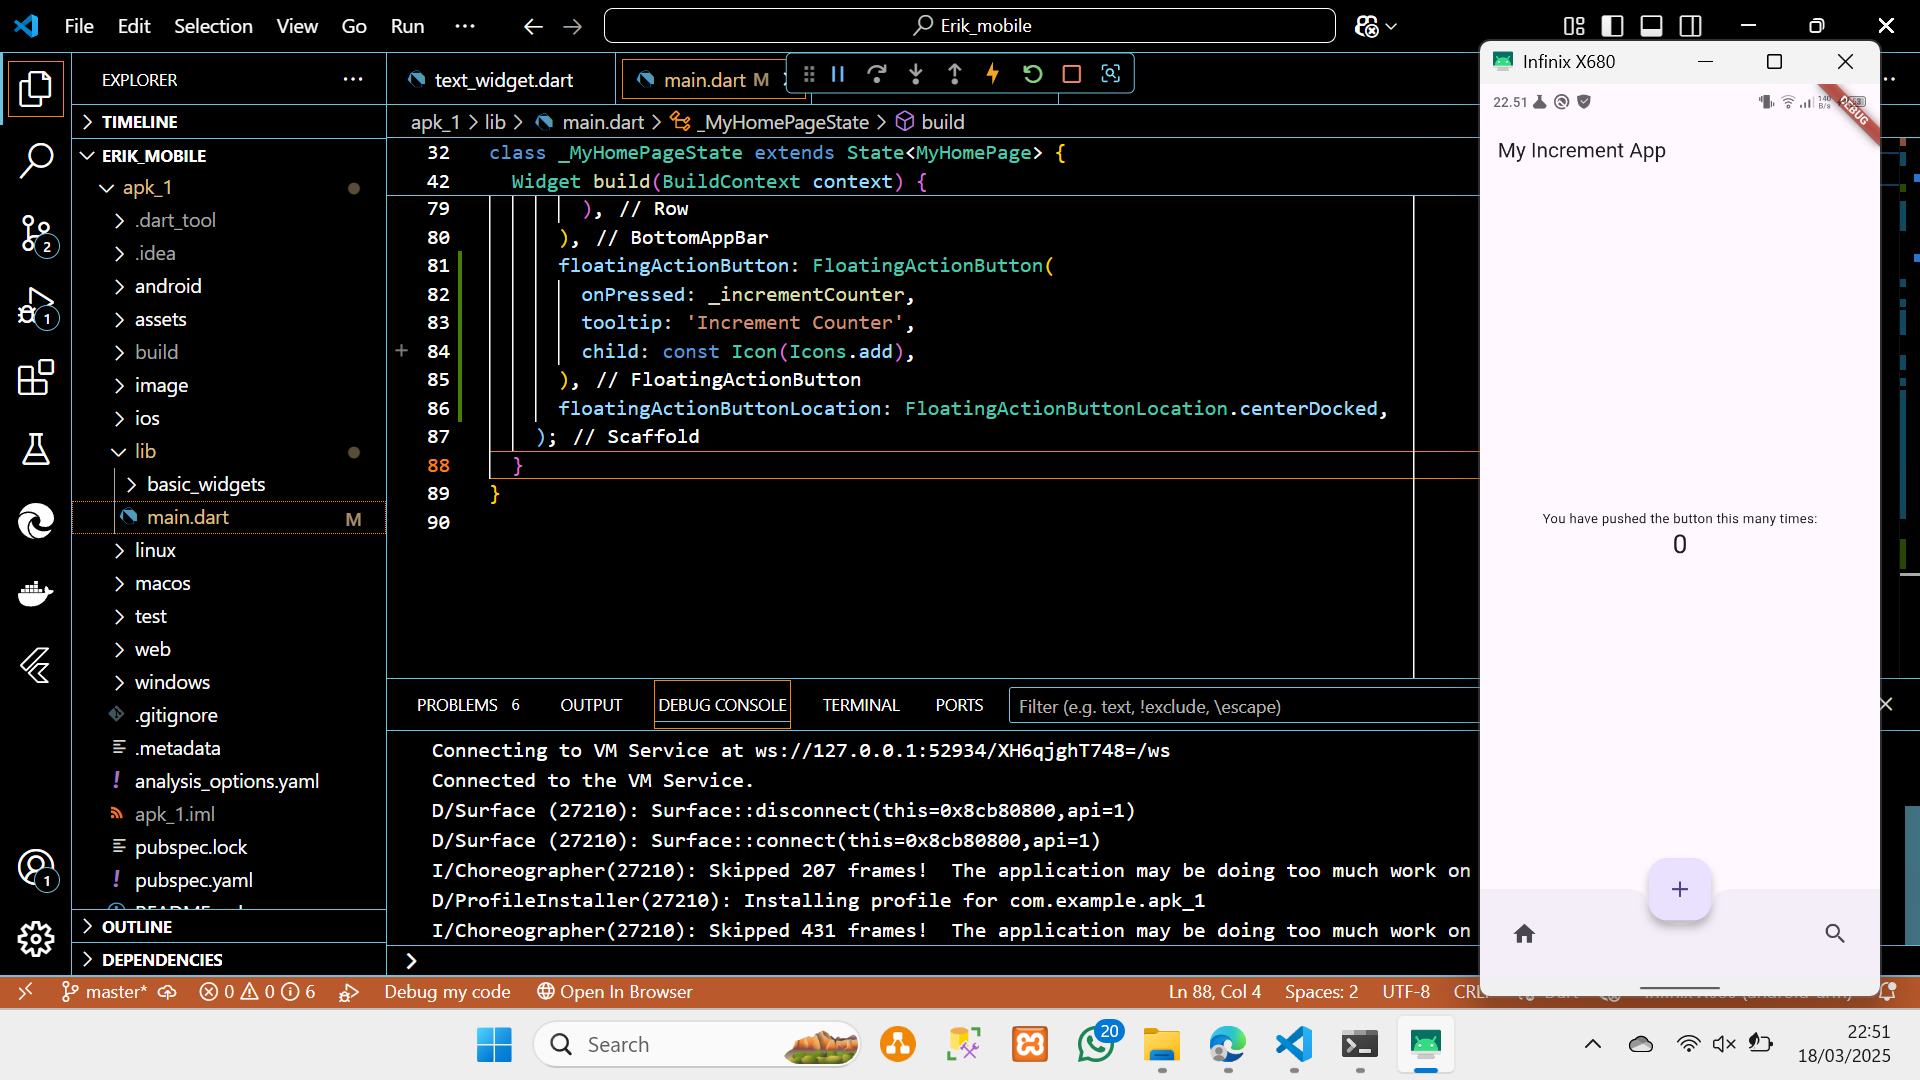 File Edit Selection View Go Run ···
Erik_mobile
EXPLORER ···
TIMELINE
ERIK_MOBILE
apk_1
.dart_tool
.idea
android
assets
build
image
ios
lib
basic_widgets
main.dart M
linux
macos
test
web
windows
.gitignore
.metadata
analysis_options.yaml
apk_1.iml
pubspec.lock
pubspec.yaml
OUTLINE
DEPENDENCIES
2
1
1
text_widget.dart
main.dart M
apk_1 > lib > main.dart > _MyHomePageState > build
32 class _MyHomePageState extends State<MyHomePage> {
42 Widget build(BuildContext context) {
79 ), // Row
80 ), // BottomAppBar
81 floatingActionButton: FloatingActionButton(
82 onPressed: _incrementCounter,
83 tooltip: 'Increment Counter',
84 child: const Icon(Icons.add),
85 ), // FloatingActionButton
86 floatingActionButtonLocation: FloatingActionButtonLocation.centerDocked,
87 ); // Scaffold
88 }
89 }
90
PROBLEMS 6 OUTPUT DEBUG CONSOLE TERMINAL PORTS
Filter (e.g. text, !exclude, \escape)
Connecting to VM Service at ws://127.0.0.1:52934/XH6qjghT748=/ws
Connected to the VM Service.
D/Surface (27210): Surface::disconnect(this=0x8cb80800,api=1)
D/Surface (27210): Surface::connect(this=0x8cb80800,api=1)
I/Choreographer(27210): Skipped 207 frames!  The application may be doing too much work on
D/ProfileInstaller(27210): Installing profile for com.example.apk_1
I/Choreographer(27210): Skipped 431 frames!  The application may be doing too much work on
>
Infinix X680
22.51
DEBUG
My Increment App
You have pushed the button this many times:
0
+
master* 0 0 6 Debug my code Open In Browser
Ln 88, Col 4 Spaces: 2 UTF-8
Search
20
22:51
18/03/2025